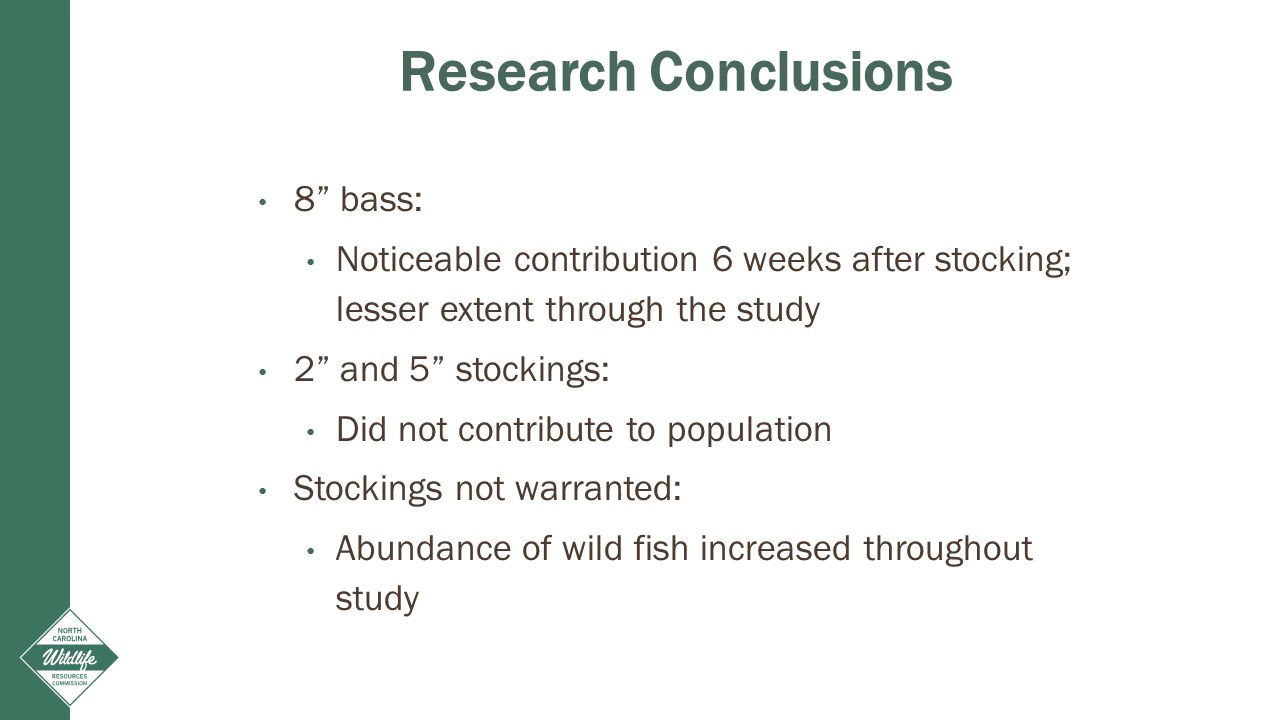 Research Conclusions
• 8” bass:
• Noticeable contribution 6 weeks after stocking;
lesser extent through the study
• 2” and 5” stockings:
• Did not contribute to population
• Stockings not warranted:
• Abundance of wild fish increased throughout
study
NORTH
CAROLINA
Wildlife
RESOURCES
COMMISSION